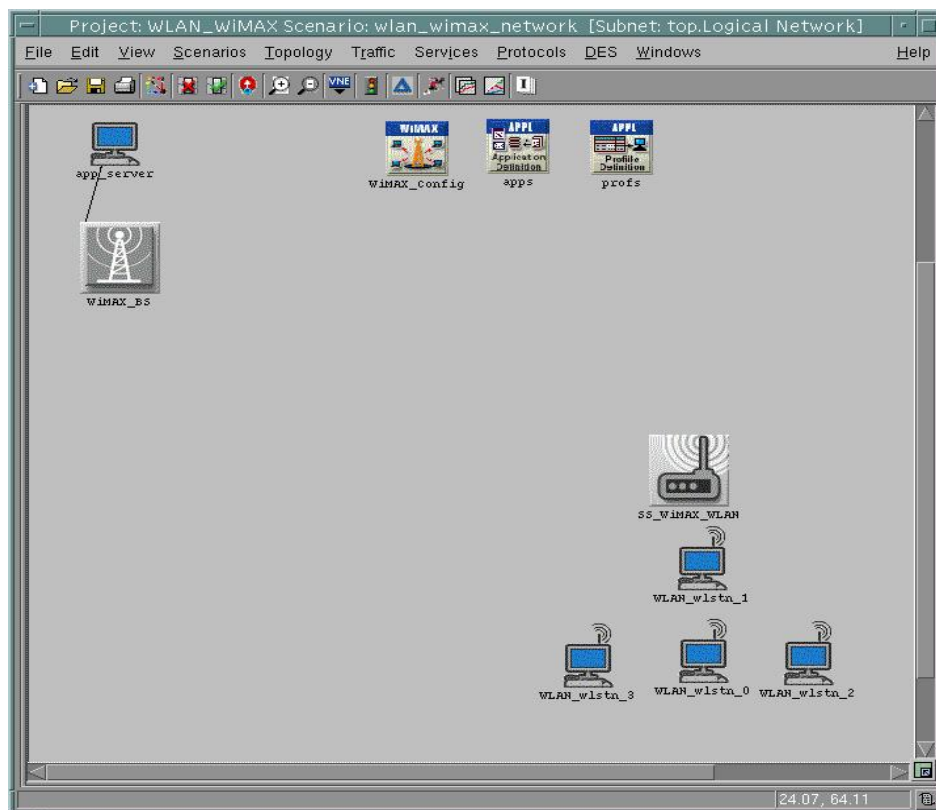 Project: WLAN_WiMAX Scenario: wlan_wimax_network [Subnet: top.Logical Network]
File Edit View Scenarios Topology Traffic Services Protocols DES Windows Help
VNE
WiMAX
APPL
APPL
Application
Definition
Profile
Definition
app_server
WiMAX_Config
apps
profs
WiMAX_BS
SS_WiMAX_WLAN
WLAN_wlstn_1
WLAN_wlstn_3
WLAN_wlstn_0
WLAN_wlstn_2
24.07, 64.11